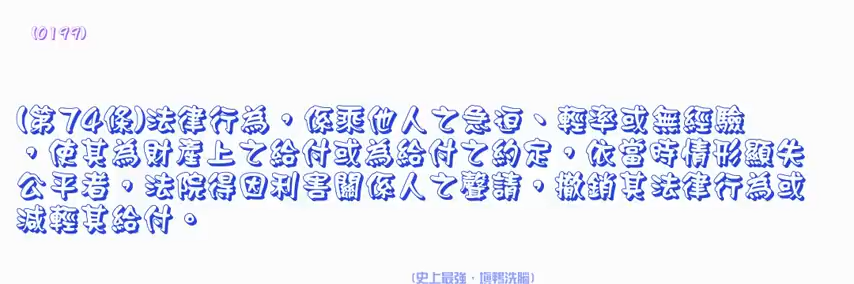 (0199)
(第74條)法律行為，係乘他人之急迫、輕率或無經驗
，使其為財產上之給付或為給付之約定，依當時情形顯失
公平者，法院得因利害關係人之聲請，撤銷其法律行為或
減輕其給付。
(史上最強，填鴨洗腦)